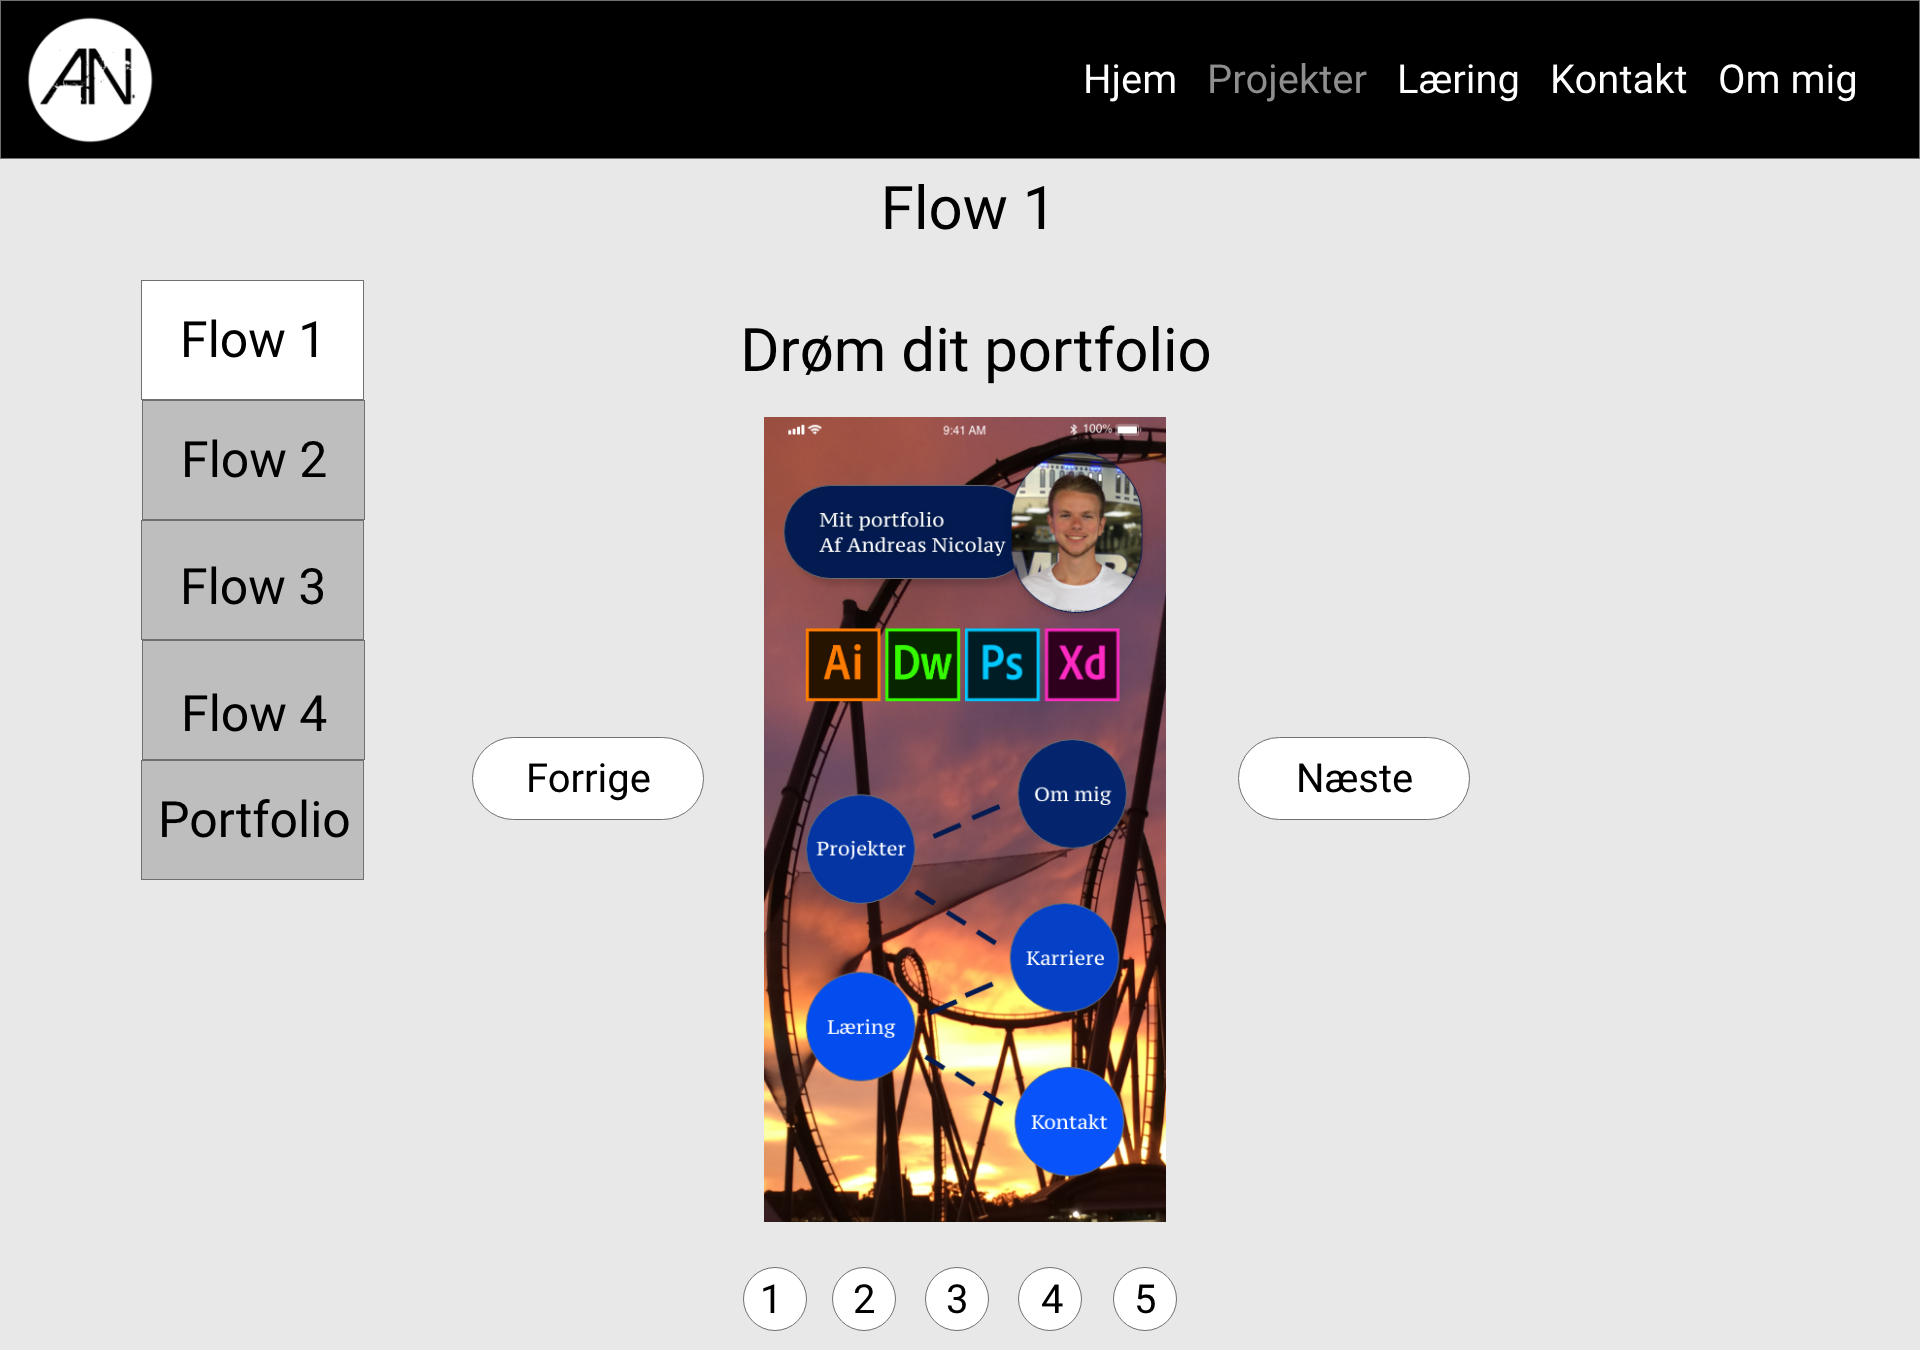 AN
Hjem Projekter Læring Kontakt Om mig
Flow 1
Flow 1
Flow 2
Flow 3
Flow 4
Portfolio
Drøm dit portfolio
9:41 AM
100%
Mit portfolio
Af Andreas Nicolay
Ai Dw Ps Xd
Om mig
Projekter
Karriere
Læring
Kontakt
Forrige
Næste
1 2 3 4 5